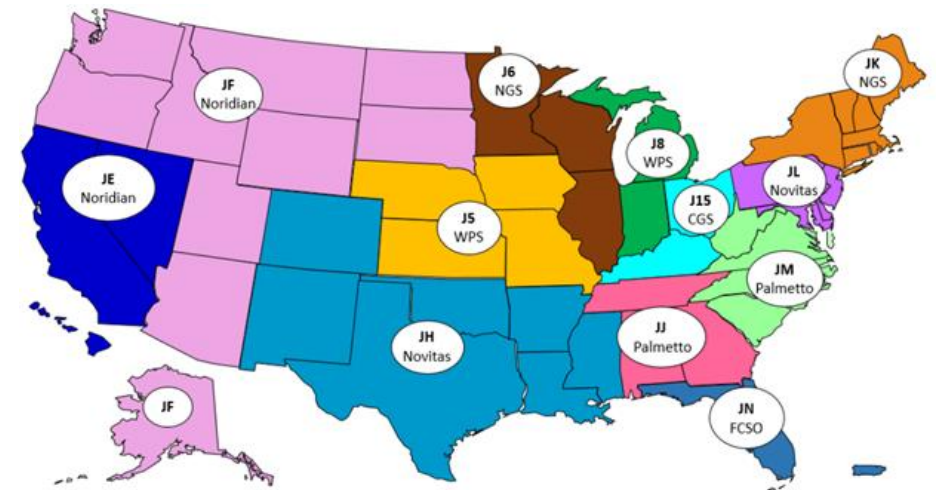 JF
Noridian
JE
Noridian
J6
NGS
J5
WPS
J8
WPS
J15
CGS
JK
NGS
JL
Novitas
JM
Palmetto
JJ
Palmetto
JH
Novitas
JF
JN
FCSO